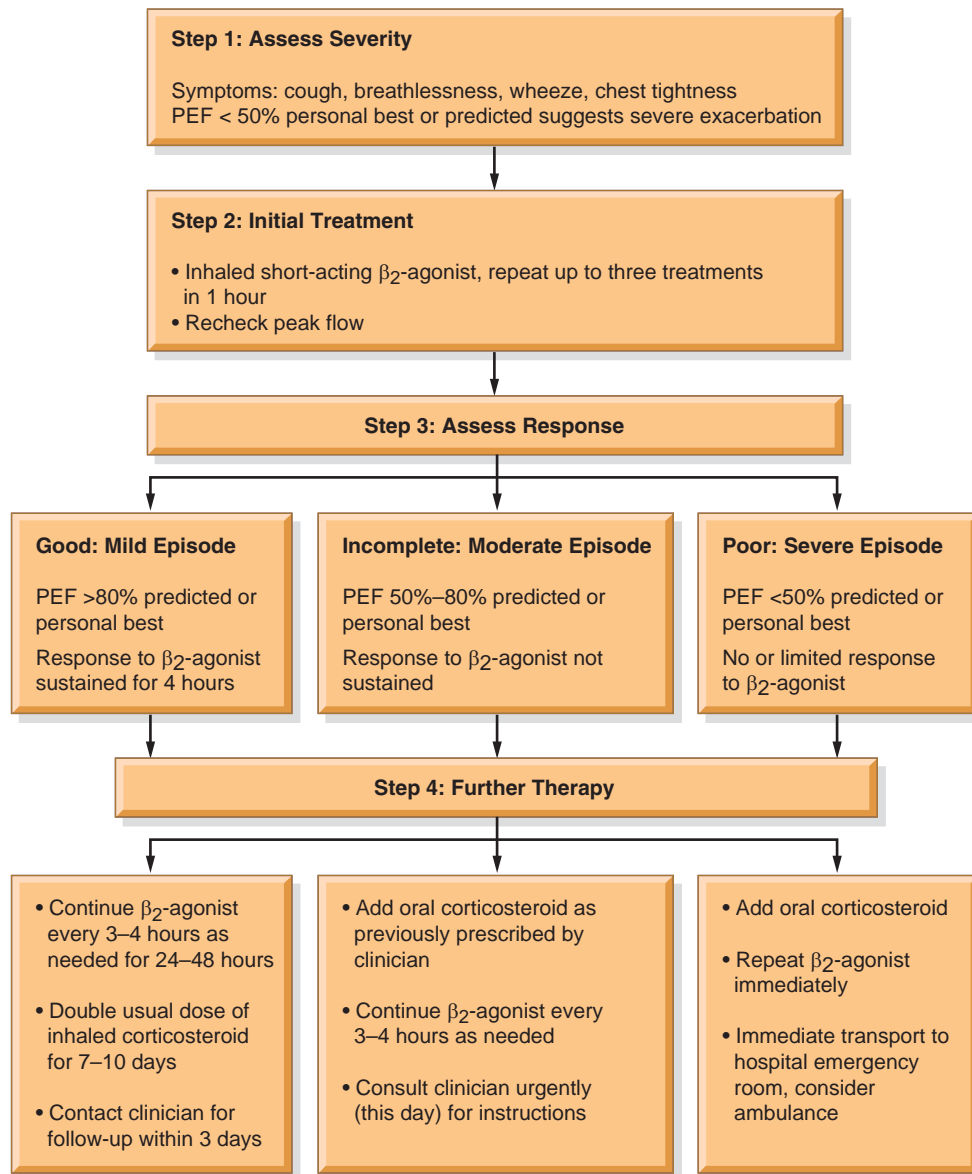 Step 1: Assess Severity
Symptoms: cough, breathlessness, wheeze, chest tightness
PEF < 50% personal best or predicted suggests severe exacerbation
Step 2: Initial Treatment
• Inhaled short-acting β2-agonist, repeat up to three treatments
in 1 hour
• Recheck peak flow
Step 3: Assess Response
Good: Mild Episode
PEF >80% predicted or
personal best
Response to β2-agonist
sustained for 4 hours
Incomplete: Moderate Episode
PEF 50%–80% predicted or
personal best
Response to β2-agonist not
sustained
Poor: Severe Episode
PEF <50% predicted or
personal best
No or limited response
to β2-agonist
Step 4: Further Therapy
• Continue β2-agonist
every 3–4 hours as
needed for 24–48 hours
• Double usual dose of
inhaled corticosteroid
for 7–10 days
• Contact clinician for
follow-up within 3 days
• Add oral corticosteroid as
previously prescribed by
clinician
• Continue β2-agonist every
3–4 hours as needed
• Consult clinician urgently
(this day) for instructions
• Add oral corticosteroid
• Repeat β2-agonist
immediately
• Immediate transport to
hospital emergency
room, consider
ambulance